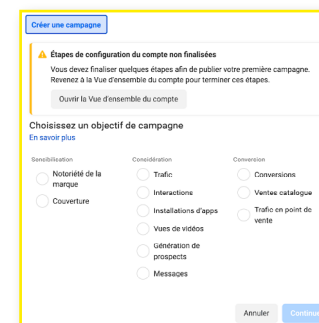 Créer une campagne
Étapes de configuration du compte non finalisées
Vous devez finaliser quelques étapes afin de publier votre première campagne.
Revenez à la Vue d'ensemble du compte pour terminer ces étapes.
Ouvrir la Vue d'ensemble du compte
Choisissez un objectif de campagne
En savoir plus
Sensibilisation
Notoriété de la
marque
Couverture
Considération
Trafic
Interactions
Installations d'apps
Vues de vidéos
Génération de
prospects
Messages
Conversion
Conversions
Ventes catalogue
Trafic en point de
vente
Annuler
Continue